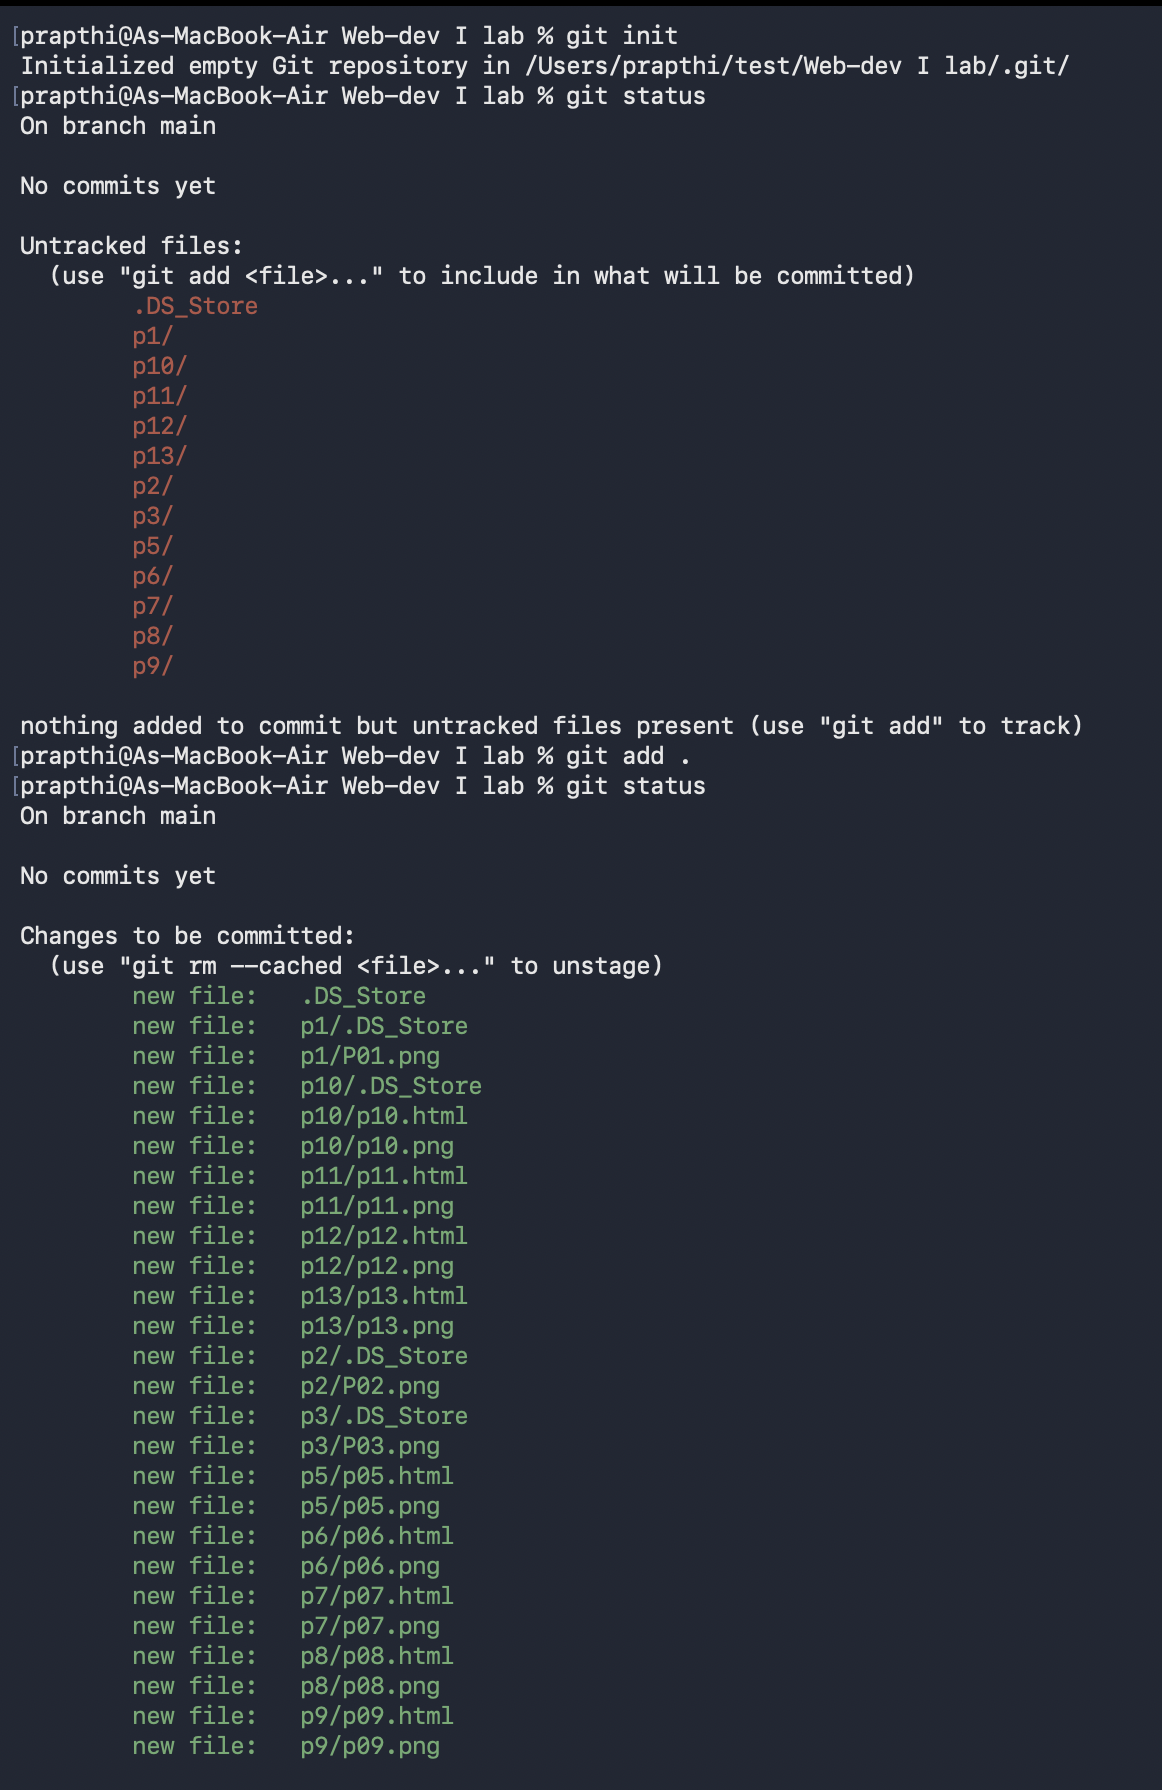 [prapthi@As-MacBook-Air Web-dev I lab % git init
Initialized empty Git repository in /Users/prapthi/test/Web-dev I lab/.git/
[prapthi@As-MacBook-Air Web-dev I lab % git status
On branch main
No commits yet
Untracked files:
  (use "git add <file>..." to include in what will be committed)
        .DS_Store
        p1/
        p10/
        p11/
        p12/
        p13/
        p2/
        p3/
        p5/
        p6/
        p7/
        p8/
        p9/
nothing added to commit but untracked files present (use "git add" to track)
[prapthi@As-MacBook-Air Web-dev I lab % git add .
[prapthi@As-MacBook-Air Web-dev I lab % git status
On branch main
No commits yet
Changes to be committed:
  (use "git rm --cached <file>..." to unstage)
        new file:   .DS_Store
        new file:   p1/.DS_Store
        new file:   p1/P01.png
        new file:   p10/.DS_Store
        new file:   p10/p10.html
        new file:   p10/p10.png
        new file:   p11/p11.html
        new file:   p11/p11.png
        new file:   p12/p12.html
        new file:   p12/p12.png
        new file:   p13/p13.html
        new file:   p13/p13.png
        new file:   p2/.DS_Store
        new file:   p2/P02.png
        new file:   p3/.DS_Store
        new file:   p3/P03.png
        new file:   p5/p05.html
        new file:   p5/p05.png
        new file:   p6/p06.html
        new file:   p6/p06.png
        new file:   p7/p07.html
        new file:   p7/p07.png
        new file:   p8/p08.html
        new file:   p8/p08.png
        new file:   p9/p09.html
        new file:   p9/p09.png